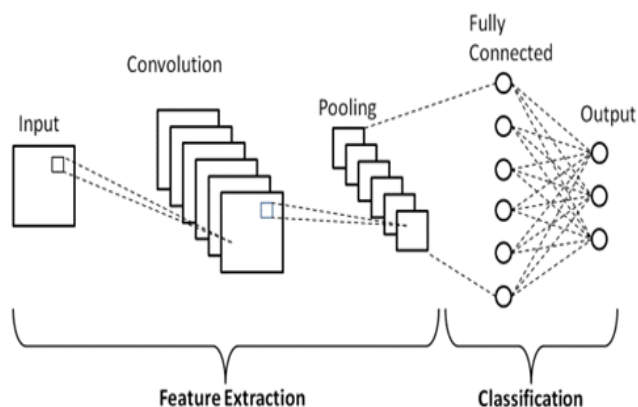 Input
Convolution
Pooling
Fully
Connected
Output
Feature Extraction
Classification